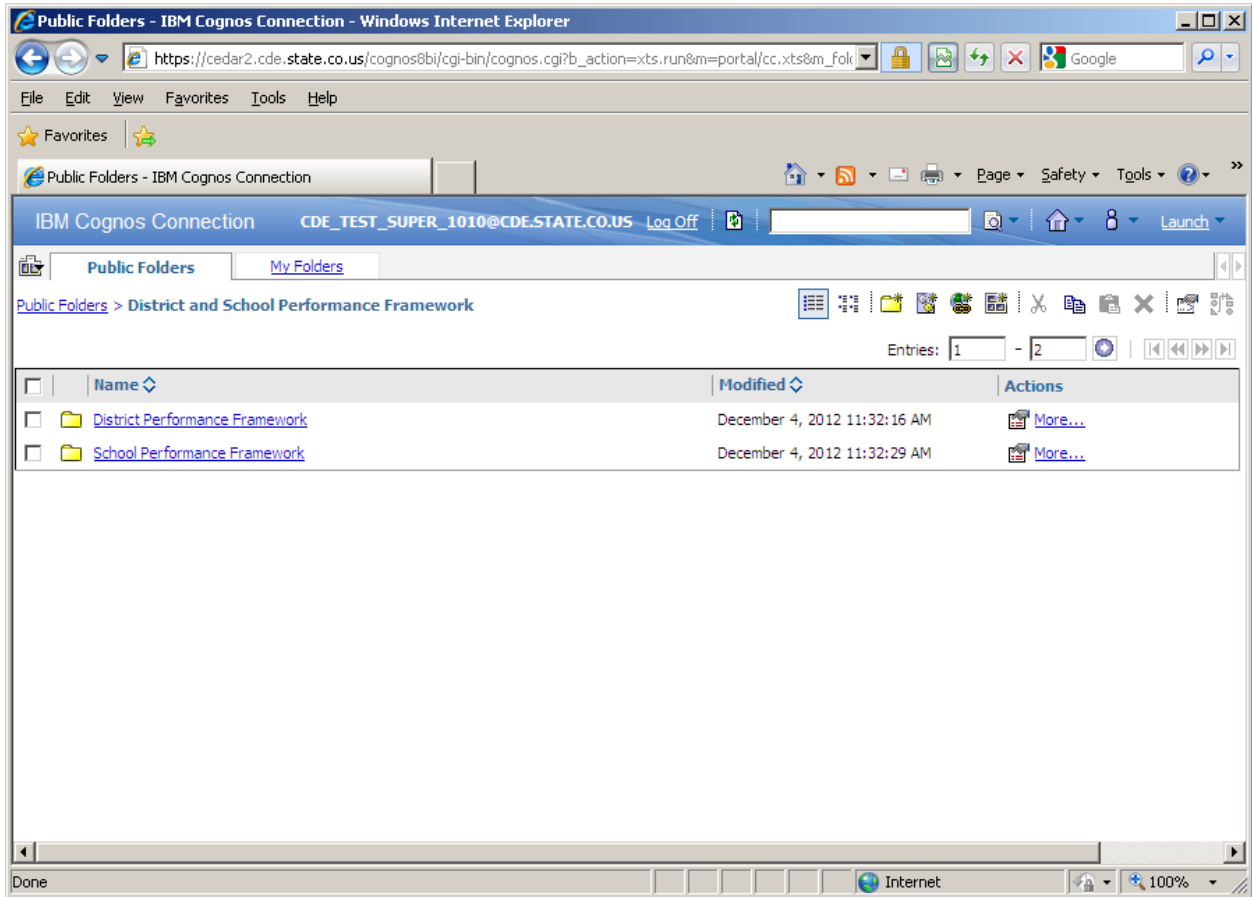 Public Folders - IBM Cognos Connection - Windows Internet Explorer
https://cedar2.cde.state.co.us/cognos8bi/cgi-bin/cognos.cgi?b_action=xts.run&m=portal/cc.xts&m_fol
Google
File Edit View Favorites Tools Help
Favorites
Public Folders - IBM Cognos Connection
Page Safety Tools »
IBM Cognos Connection CDE_TEST_SUPER_1010@CDE.STATE.CO.US Log Off Launch
Public Folders My Folders
Public Folders > District and School Performance Framework
Entries: 1 - 2
Name Modified Actions
District Performance Framework December 4, 2012 11:32:16 AM More...
School Performance Framework December 4, 2012 11:32:29 AM More...
Done Internet 100%